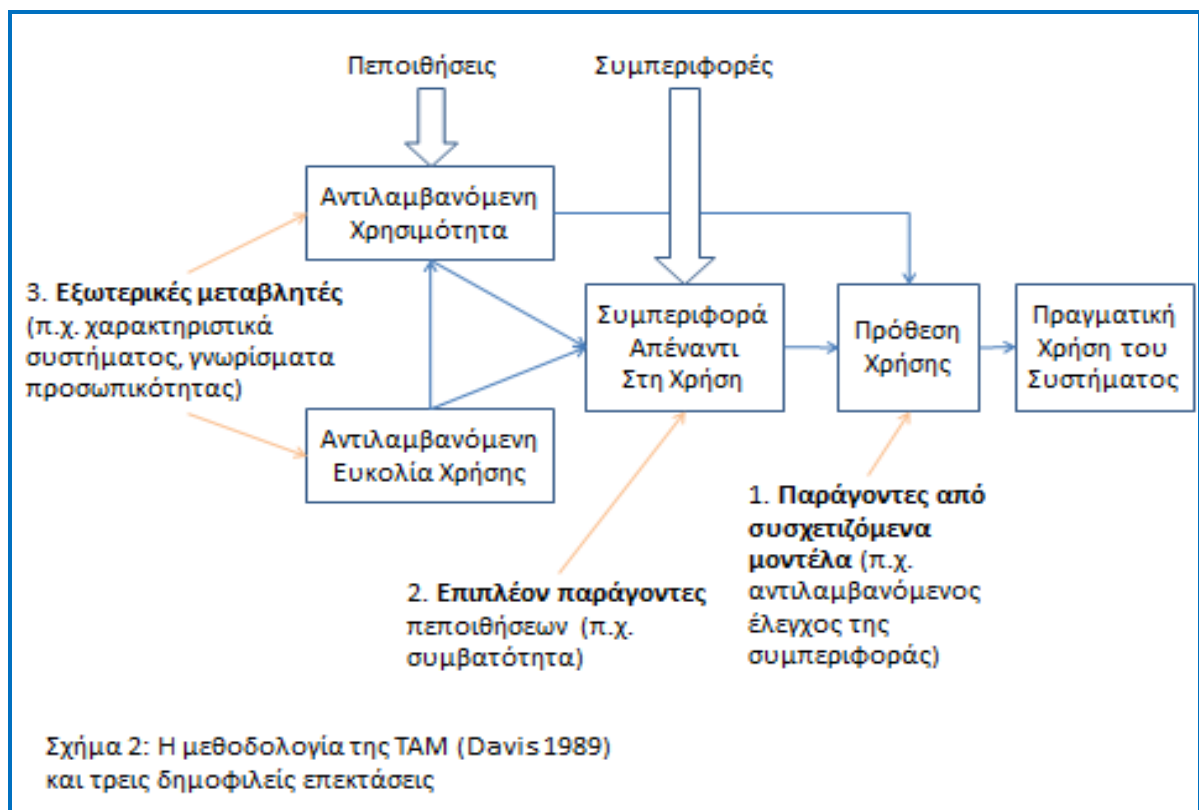 Πεποιθήσεις
Συμπεριφορές
Αντιλαμβανόμενη
Χρησιμότητα
3. Εξωτερικές μεταβλητές
(π.χ. χαρακτηριστικά
συστήματος, γνωρίσματα
προσωπικότητας)
Συμπεριφορά
Απέναντι
Στη Χρήση
Πρόθεση
Χρήσης
Πραγματική
Χρήση του
Συστήματος
Αντιλαμβανόμενη
Ευκολία Χρήσης
1. Παράγοντες από
συσχετιζόμενα
μοντέλα (π.χ.
αντιλαμβανόμενος
έλεγχος της
συμπεριφοράς)
2. Επιπλέον παράγοντες
πεποιθήσεων (π.χ.
συμβατότητα)
Σχήμα 2: Η μεθοδολογία της ΤΑΜ (Davis 1989)
και τρεις δημοφιλείς επεκτάσεις